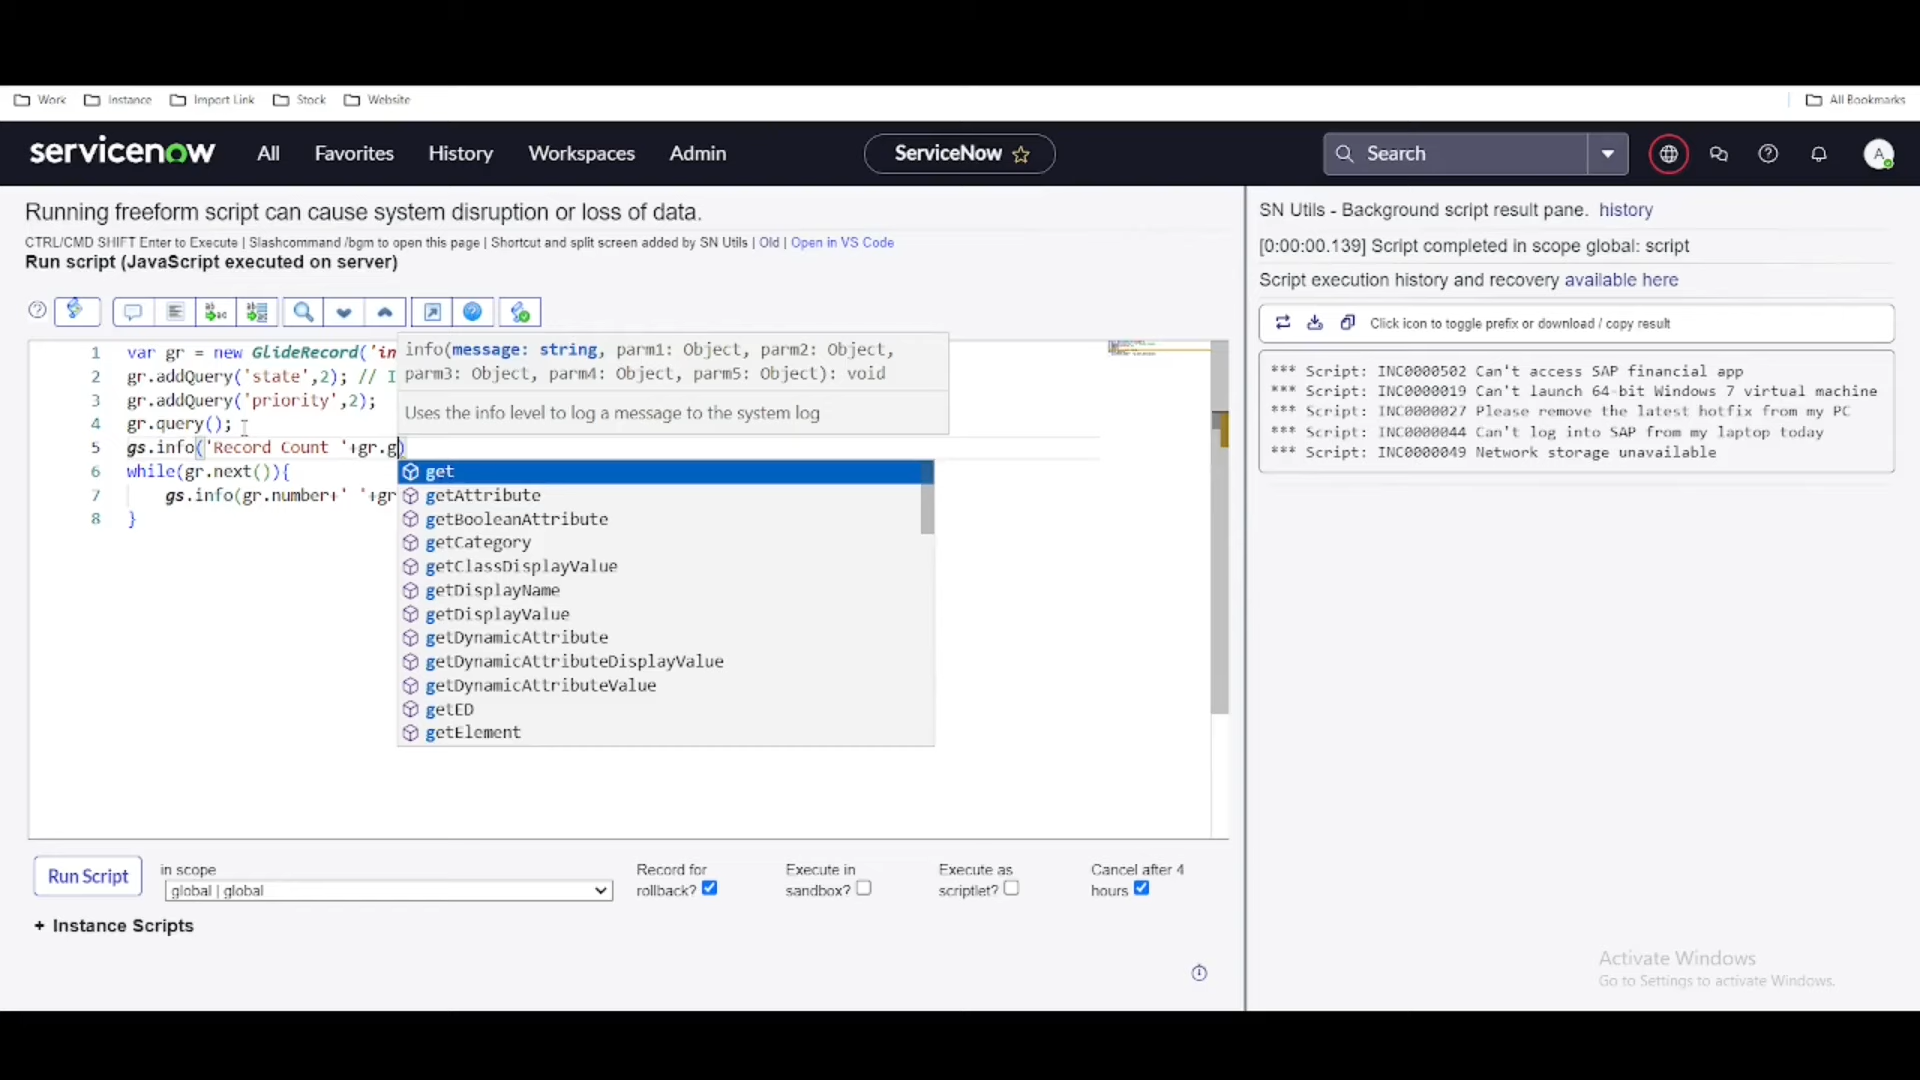 Work Instance Import Link Stock Website All Bookmarks
servicenow All Favorites History Workspaces Admin ServiceNow Search A
Running freeform script can cause system disruption or loss of data.
CTRL/CMD SHIFT Enter to Execute | Slashcommand /bgm to open this page | Shortcut and split screen added by SN Utils | Old | Open in VS Code
Run script (JavaScript executed on server)
1 var gr = new GlideRecord('in
2 gr.addQuery('state',2); // I
3 gr.addQuery('priority',2);
4 gr.query();
5 gs.info('Record Count '+gr.g)
6 while(gr.next()){
7 gs.info(gr.number+' '+gr
8 }
info(message: string, parm1: Object, parm2: Object,
parm3: Object, parm4: Object, parm5: Object): void
Uses the info level to log a message to the system log
get
getAttribute
getBooleanAttribute
getCategory
getClassDisplayValue
getDisplayName
getDisplayValue
getDynamicAttribute
getDynamicAttributeDisplayValue
getDynamicAttributeValue
getED
getElement
Run Script
in scope
global | global
Record for
rollback?
Execute in
sandbox?
Execute as
scriptlet?
Cancel after 4
hours
+ Instance Scripts
SN Utils - Background script result pane. history
[0:00:00.139] Script completed in scope global: script
Script execution history and recovery available here
Click icon to toggle prefix or download / copy result
*** Script: INC0000502 Can't access SAP financial app
*** Script: INC0000019 Can't launch 64-bit Windows 7 virtual machine
*** Script: INC0000027 Please remove the latest hotfix from my PC
*** Script: INC0000044 Can't log into SAP from my laptop today
*** Script: INC0000049 Network storage unavailable
Activate Windows
Go to Settings to activate Windows.